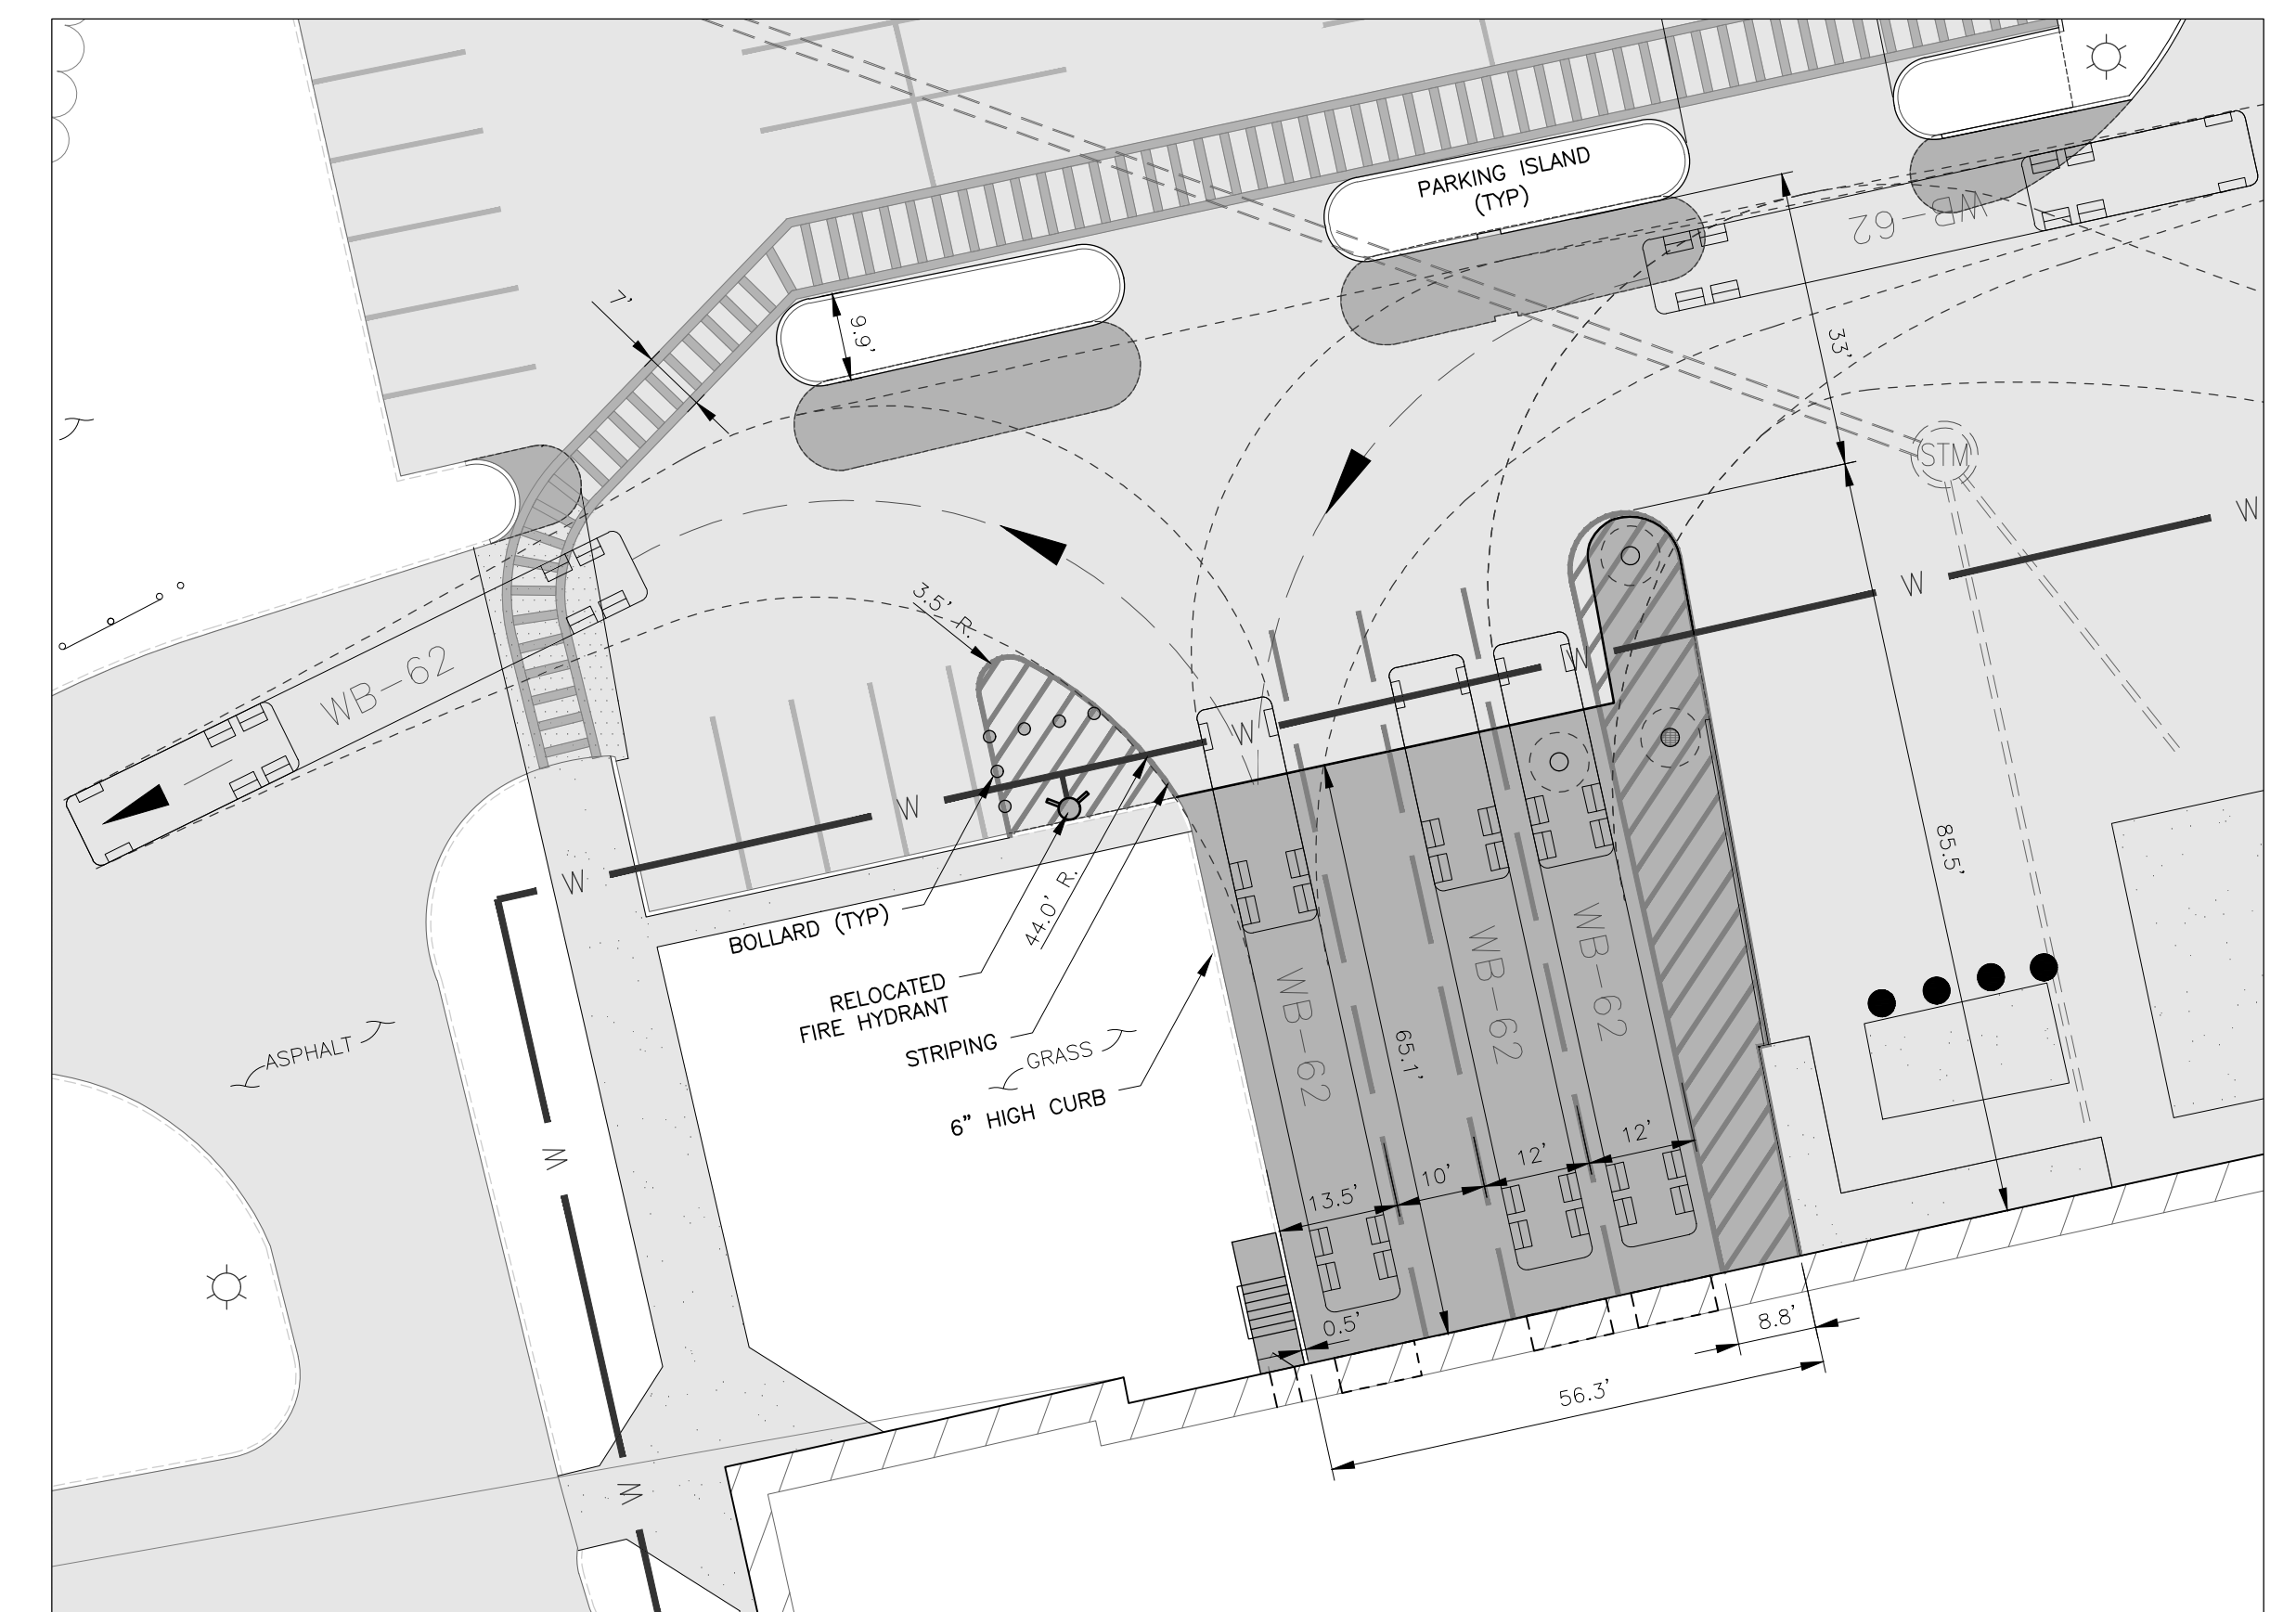 PARKING ISLAND
(TYP)
WB-62
7'
9.9'
33'
STM
W
W
W
3.5' R.
WB-62
W
W
W
BOLLARD (TYP)
44.0' R.
RELOCATED
FIRE HYDRANT
STRIPING
GRASS
6" HIGH CURB
ASPHALT
W
W
WB-62
WB-62
WB-62
65.1'
85.5'
13.5'
10'
12'
12'
0.5'
8.8'
56.3'